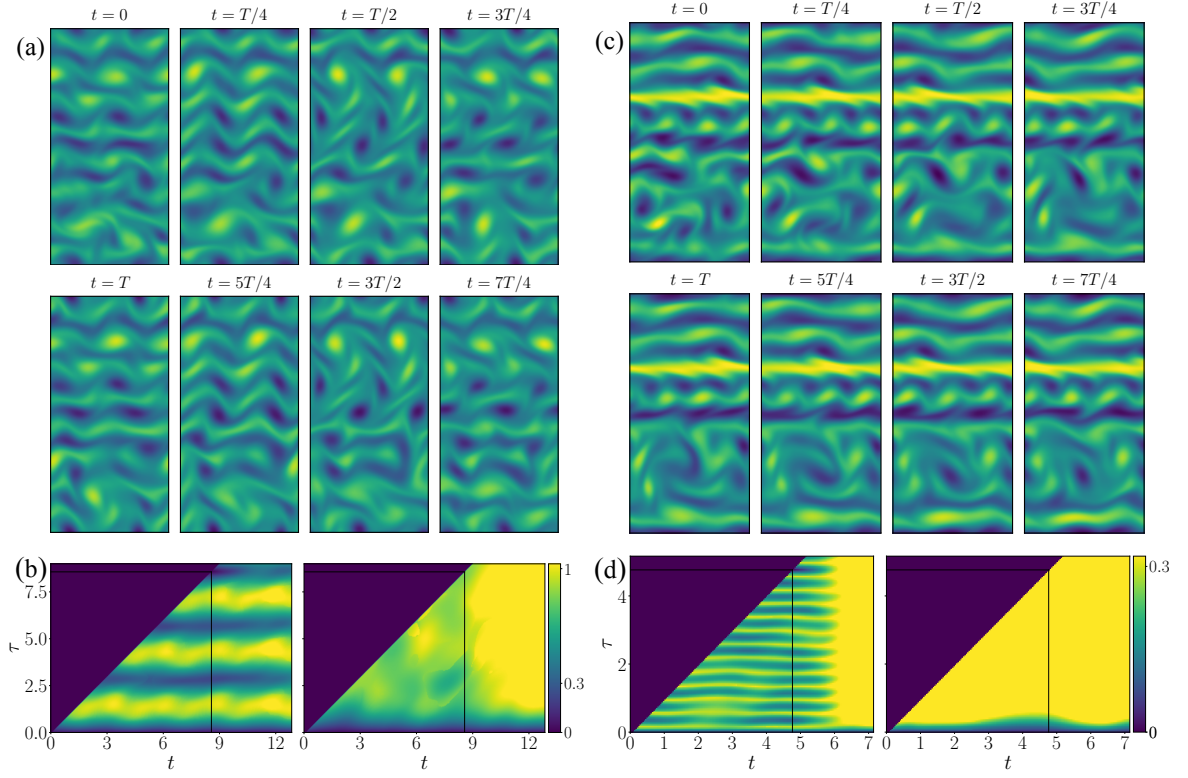 (a)
t = 0
t = T/4
t = T/2
t = 3T/4
t = T
t = 5T/4
t = 3T/2
t = 7T/4
(c)
t = 0
t = T/4
t = T/2
t = 3T/4
t = T
t = 5T/4
t = 3T/2
t = 7T/4
(b)
τ
7.5
5.0
2.5
0.0
0 3 6 9 12
t
0 3 6 9 12
t
1
0.3
0
(d)
τ
4
2
0
0 1 2 3 4 5 6 7
t
0 1 2 3 4 5 6 7
t
0.3
0